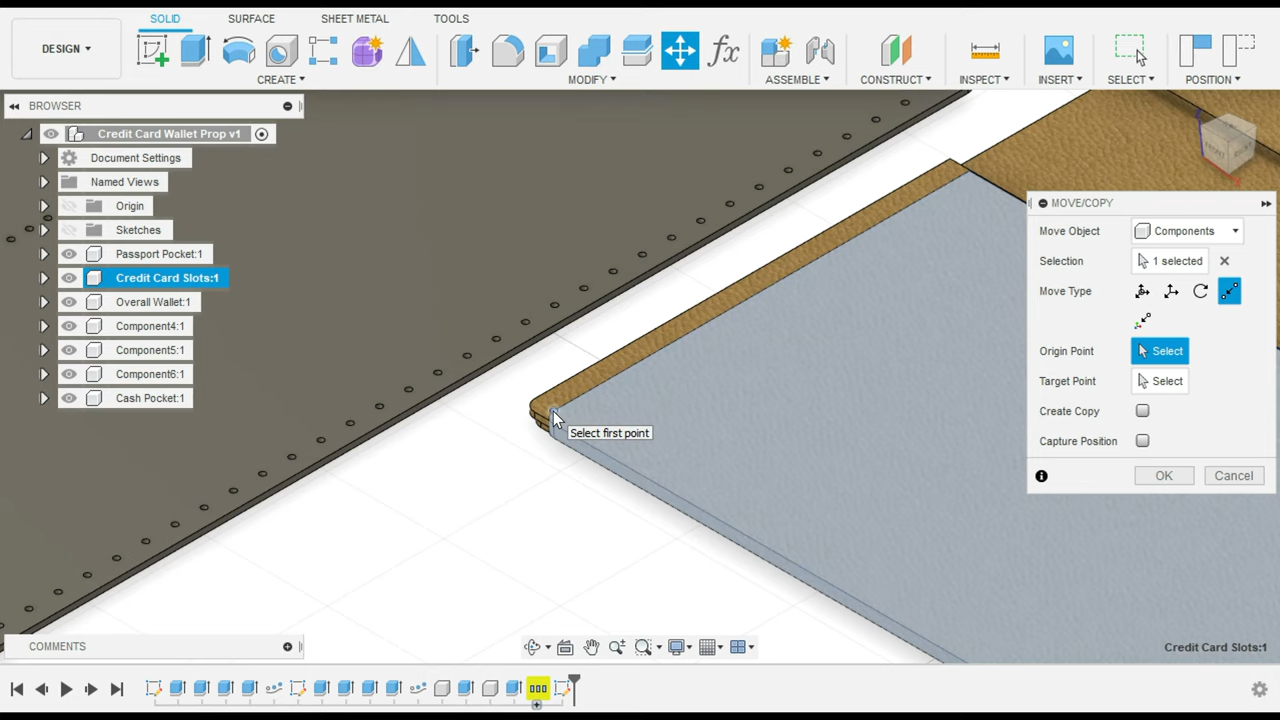 SOLID SURFACE SHEET METAL TOOLS
DESIGN
CREATE MODIFY ASSEMBLE CONSTRUCT INSPECT INSERT SELECT POSITION
fx
BROWSER
Credit Card Wallet Prop v1
Document Settings
Named Views
Origin
Sketches
Passport Pocket:1
Credit Card Slots:1
Overall Wallet:1
Component4:1
Component5:1
Component6:1
Cash Pocket:1
MOVE/COPY
Move Object Components
Selection 1 selected
Move Type
Origin Point Select
Target Point Select
Create Copy
Capture Position
OK Cancel
Select first point
COMMENTS
Credit Card Slots:1